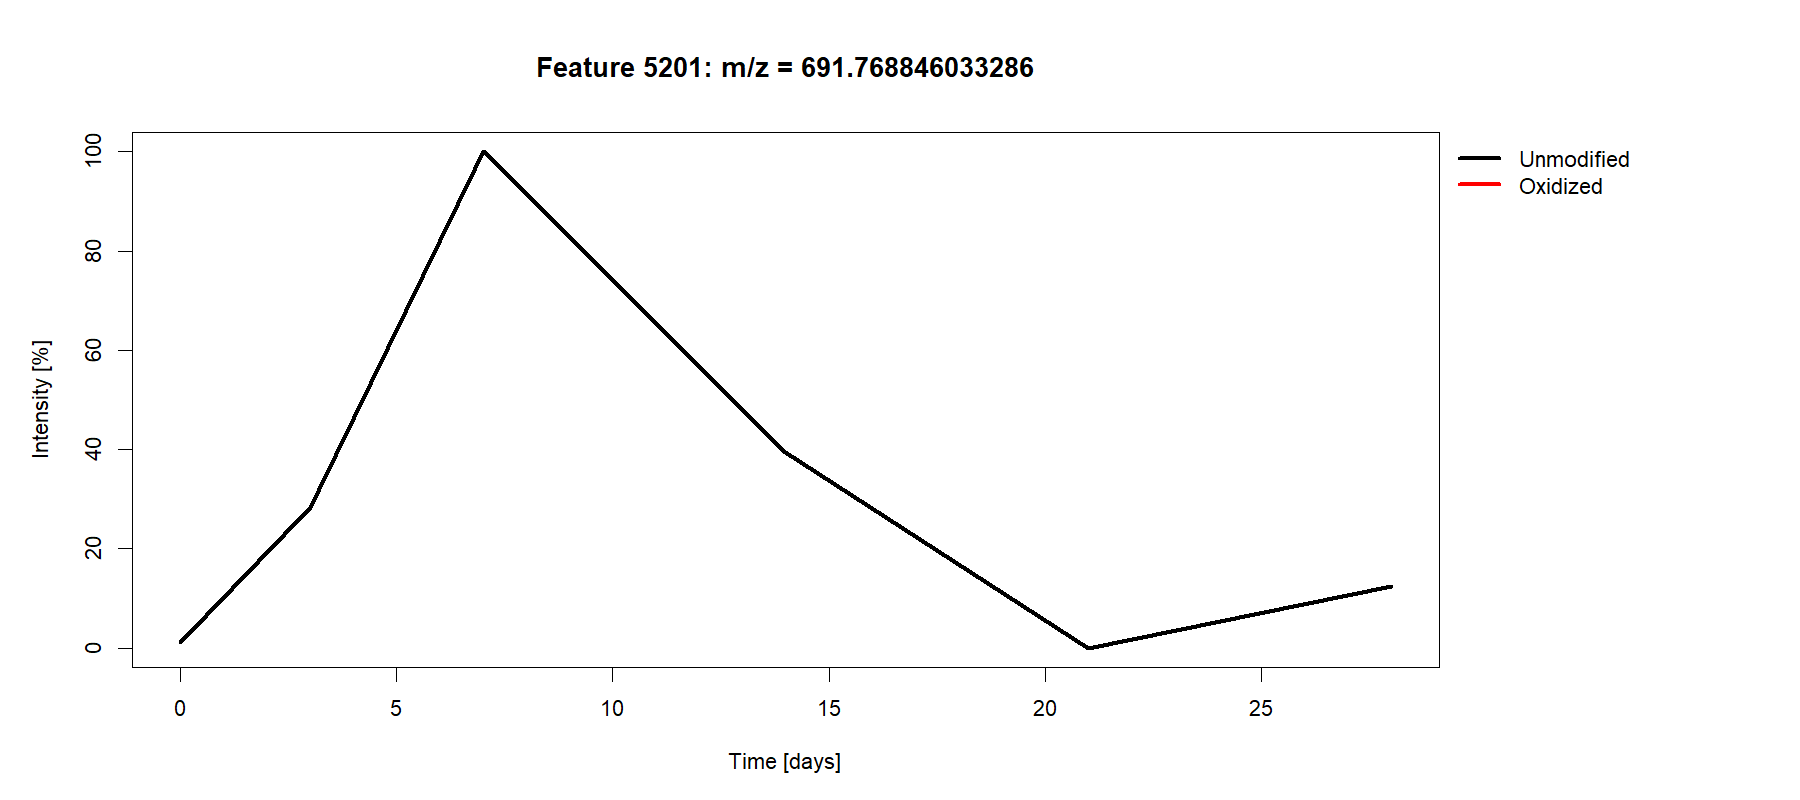 Feature 5201: m/z = 691.768846033286
Unmodified
Oxidized
Intensity [%]
100
80
60
40
20
0
0 5 10 15 20 25
Time [days]